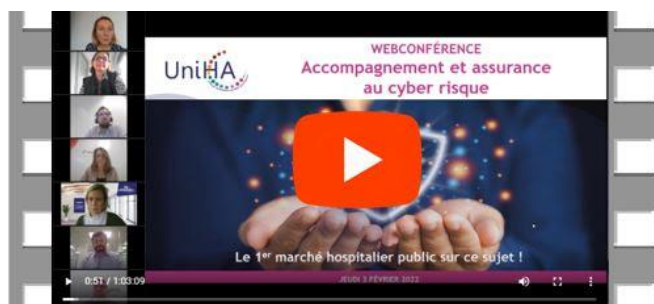 WEBCONFÉRENCE
UniHA
Accompagnement et assurance
au cyber risque
Le 1er marché hospitalier public sur ce sujet !
0:51 / 1:03:09
JEUDI 3 FÉVRIER 2022